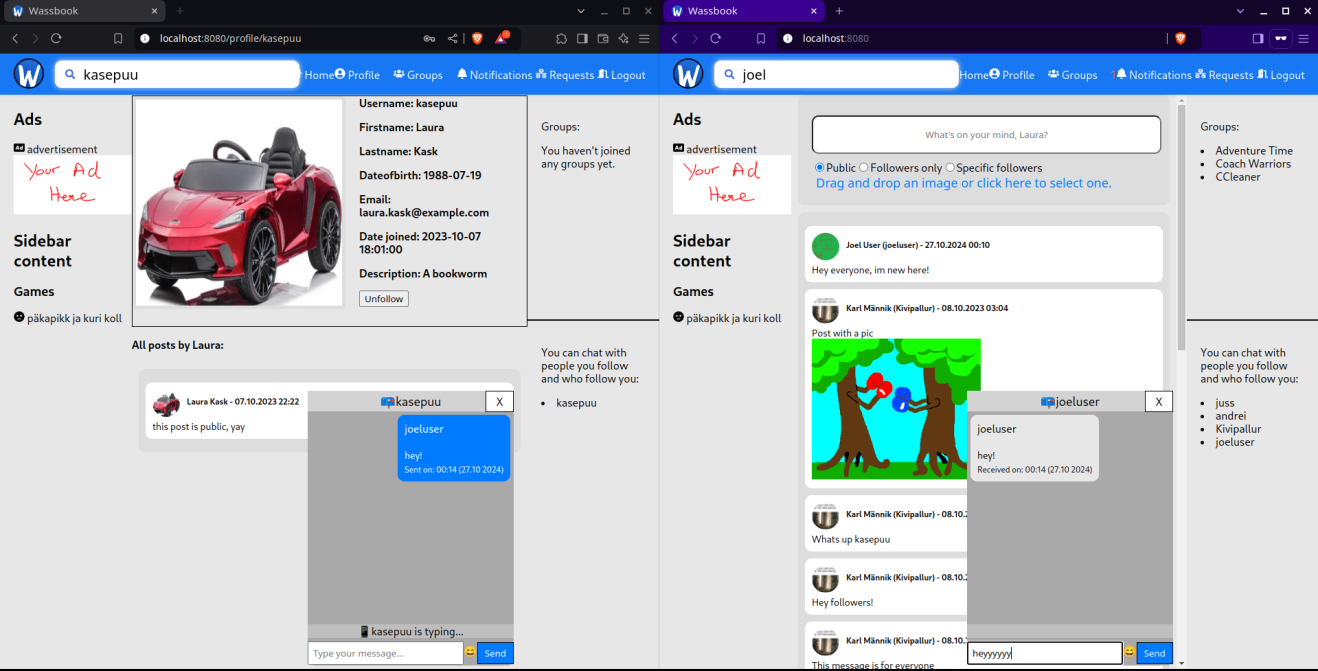 Wassbook
localhost:8080/profile/kasepuu
W
kasepuu
Home
Profile
Groups
Notifications
Requests
Logout
Ads
Ad advertisement
Your Ad
Here
Sidebar
content
Games
päkapikk ja kuri koll
Username: kasepuu
Firstname: Laura
Lastname: Kask
Dateofbirth: 1988-07-19
Email:
laura.kask@example.com
Date joined: 2023-10-07
18:01:00
Description: A bookworm
Unfollow
All posts by Laura:
Laura Kask - 07.10.2023 22:22
this post is public, yay
Groups:
You haven't joined
any groups yet.
You can chat with
people you follow
and who follow you:
kasepuu
kasepuu
X
joeluser
hey!
Sent on: 00:14 (27.10 2024)
kasepuu is typing...
Type your message...
Send
Wassbook
localhost:8080
W
joel
Home
Profile
Groups
1
Notifications
Requests
Logout
Ads
Ad advertisement
Your Ad
Here
Sidebar
content
Games
päkapikk ja kuri koll
What's on your mind, Laura?
Public
Followers only
Specific followers
Drag and drop an image or click here to select one.
Joel User (joeluser) - 27.10.2024 00:10
Hey everyone, im new here!
Karl Männik (Kivipallur) - 08.10.2023 03:04
Post with a pic
Karl Männik (Kivipallur) - 08.10.
Whats up kasepuu
Karl Männik (Kivipallur) - 08.10.
Hey followers!
Karl Männik (Kivipallur) - 08.10.
This message is for everyone
Groups:
Adventure Time
Coach Warriors
CCleaner
You can chat with
people you follow
and who follow you:
juss
andrei
Kivipallur
joeluser
joeluser
X
joeluser
hey!
Received on: 00:14 (27.10 2024)
heyyyyyy
Send